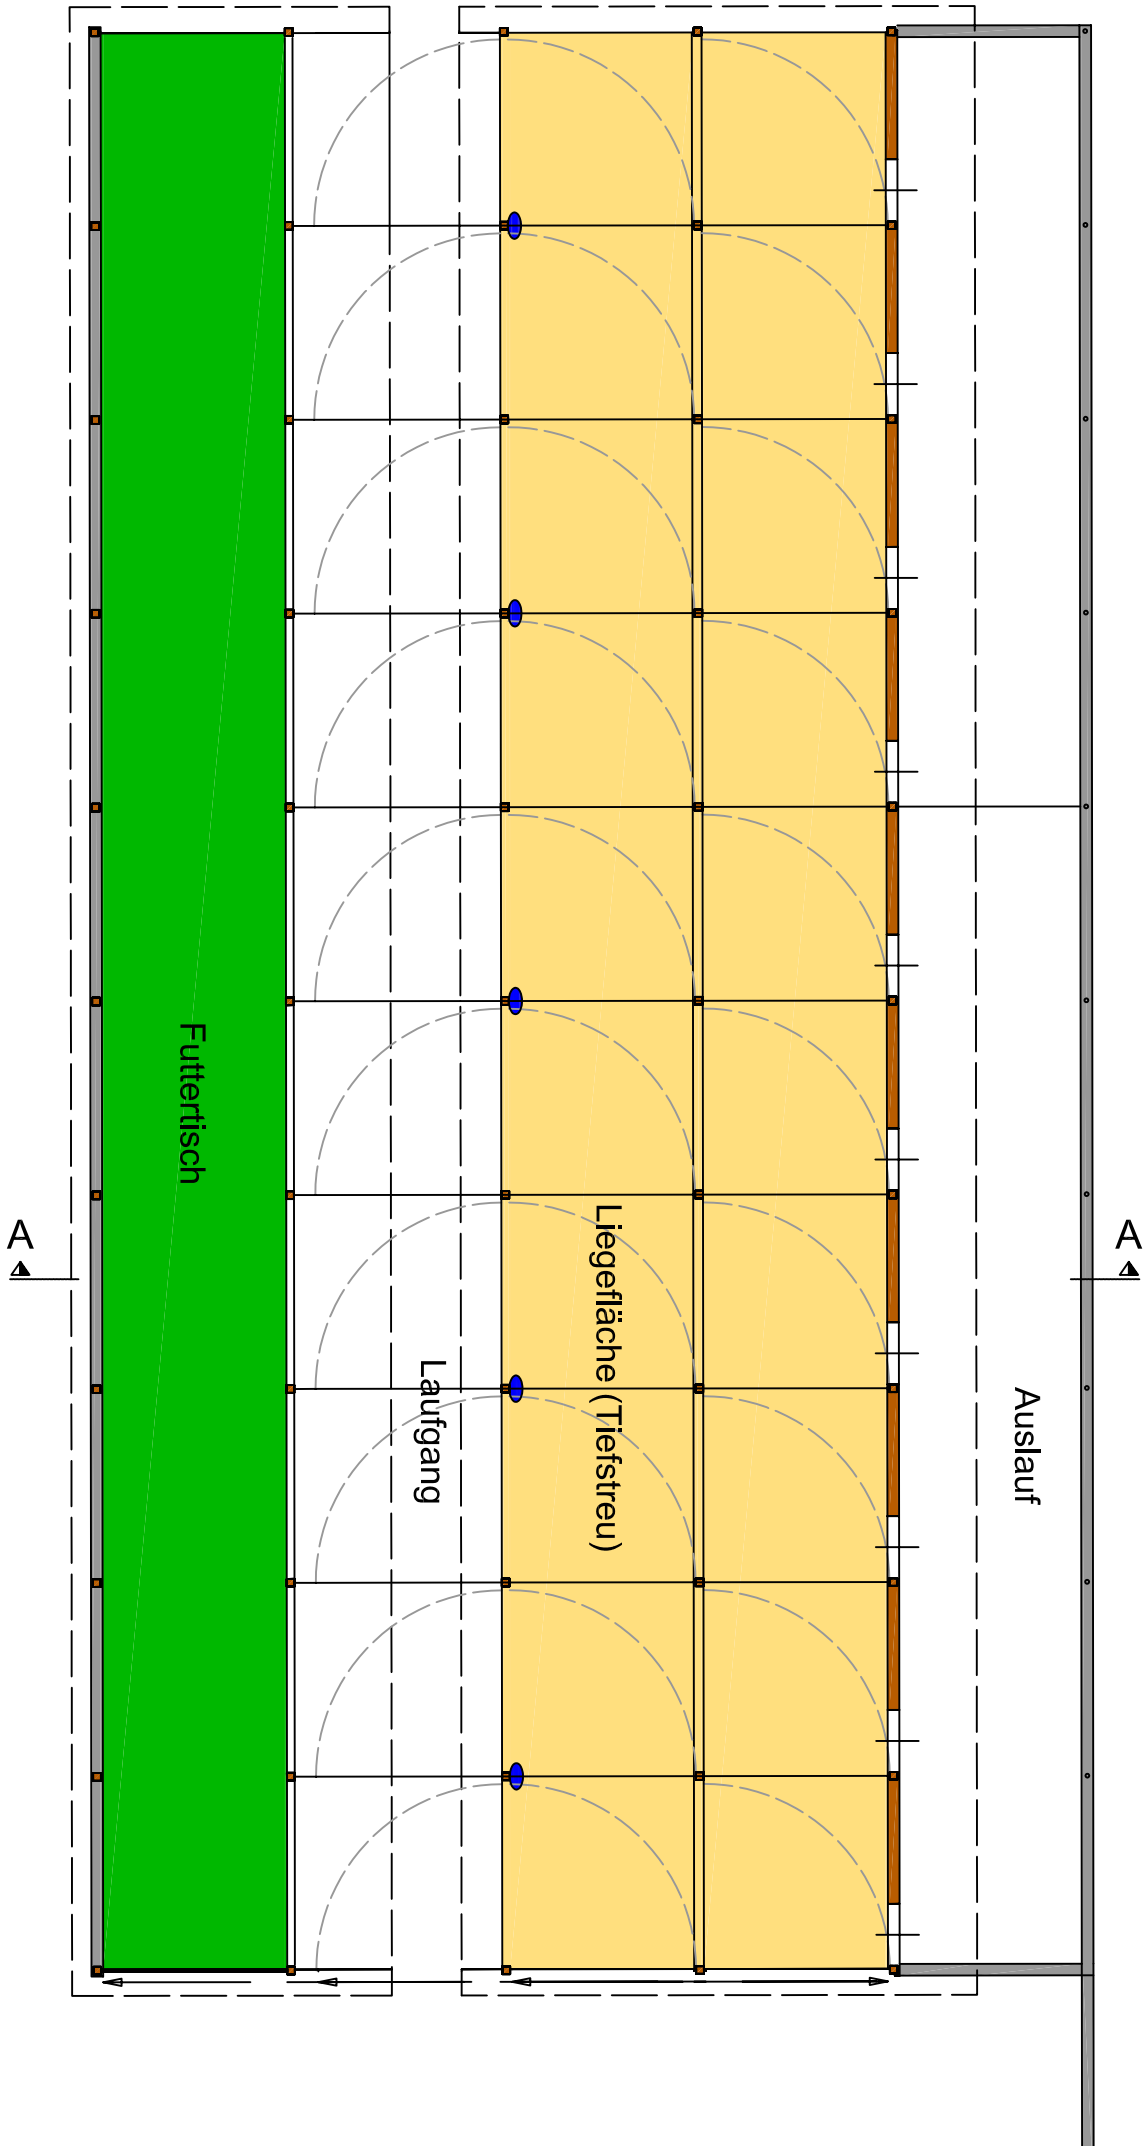 Futtertisch
A
A
Liegefläche (Tiefstreu)
Laufgang
Auslauf